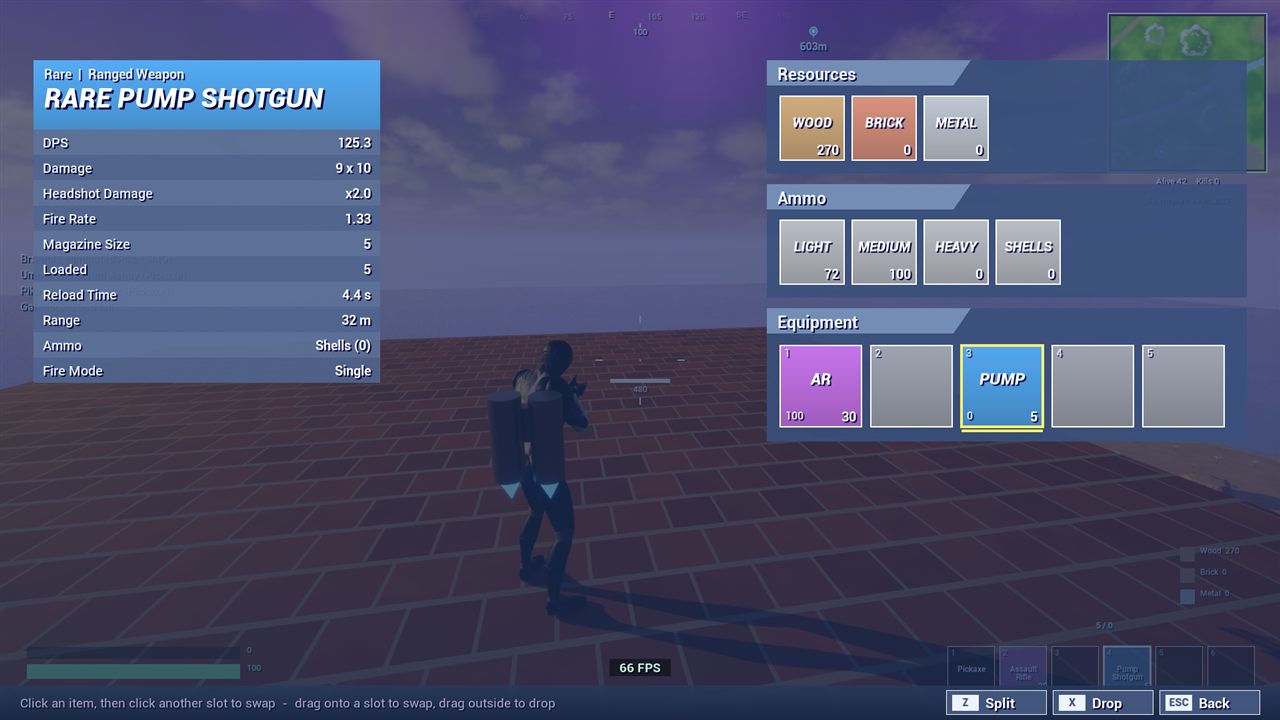 E
105
SE
100
603m
Rare | Ranged Weapon
RARE PUMP SHOTGUN
DPS 125.3
Damage 9 x 10
Headshot Damage x2.0
Fire Rate 1.33
Magazine Size 5
Loaded 5
Reload Time 4.4 s
Range 32 m
Ammo Shells (0)
Fire Mode Single
Resources
WOOD BRICK METAL
270 0 0
Alive 42 Kills 0
Ammo
LIGHT MEDIUM HEAVY SHELLS
72 100 0 0
Equipment
1 2 3 4 5
AR PUMP
100 30 0 5
480
Wood 270
Brick 0
Metal 0
5 / 0
0
100
66 FPS
1 2 3 4 5 6
Pickaxe Assault Rifle Pump Shotgun
Click an item, then click another slot to swap - drag onto a slot to swap, drag outside to drop
Z Split X Drop ESC Back